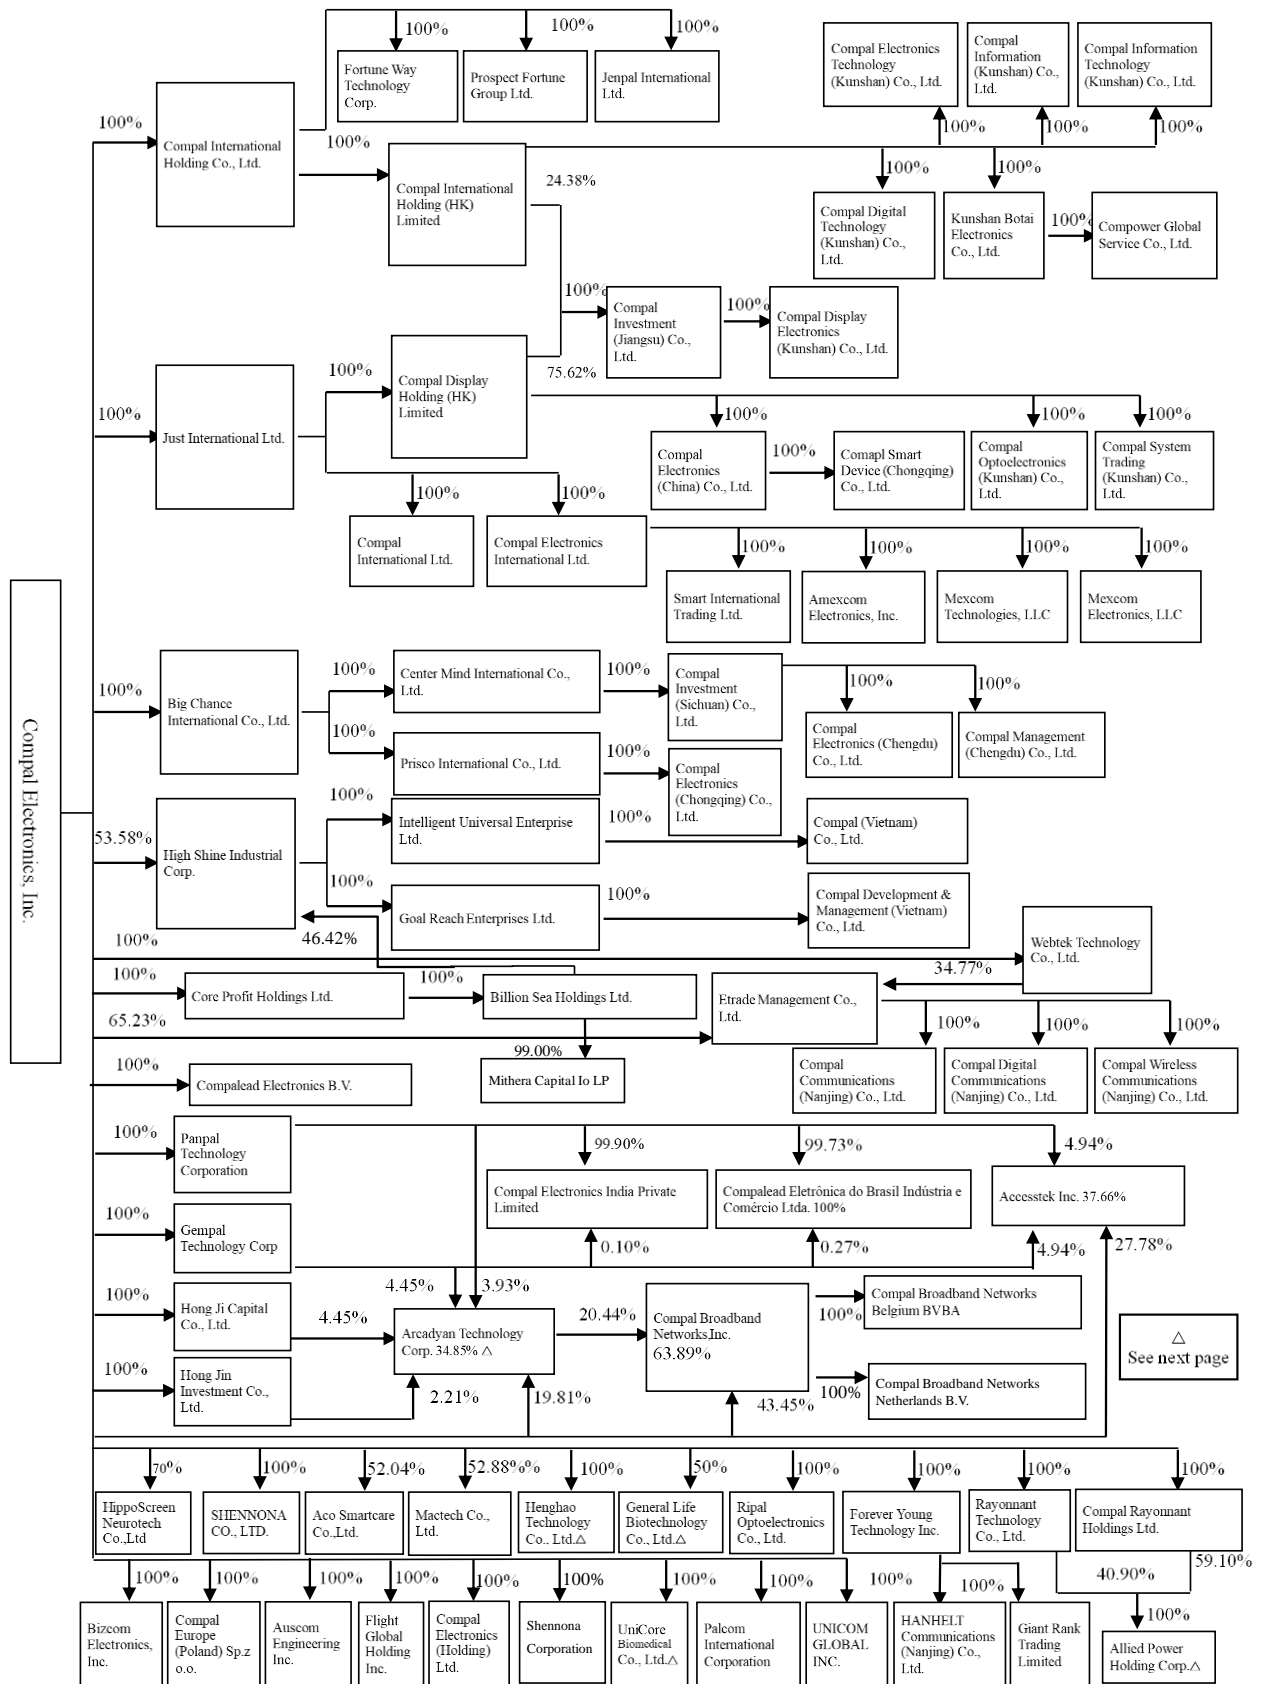 100%
100%
100%
Fortune Way
Technology
Corp.
Prospect Fortune
Group Ltd.
Jenpal International
Ltd.
Compal Electronics
Technology
(Kunshan) Co., Ltd.
Compal
Information
(Kunshan) Co.,
Ltd.
Compal Information
Technology
(Kunshan) Co., Ltd.
100%
Compal International
Holding Co., Ltd.
100%
100%
100%
100%
Compal International
Holding (HK)
Limited
24.38%
100%
100%
Compal Digital
Technology
(Kunshan) Co.,
Ltd.
Kunshan Botai
Electronics
Co., Ltd.
100%
Compower Global
Service Co., Ltd.
100%
Compal
Investment
(Jiangsu) Co.,
Ltd.
100%
Compal Display
Electronics
(Kunshan) Co., Ltd.
100%
Just International Ltd.
100%
Compal Display
Holding (HK)
Limited
75.62%
100%
100%
100%
Compal
Electronics
(China) Co., Ltd.
100%
Comapl Smart
Device (Chongqing)
Co., Ltd.
Compal
Optoelectronics
(Kunshan) Co.,
Ltd.
Compal System
Trading
(Kunshan) Co.,
Ltd.
100%
100%
Compal
International Ltd.
Compal Electronics
International Ltd.
100%
100%
100%
100%
Smart International
Trading Ltd.
Amexcom
Electronics, Inc.
Mexcom
Technologies, LLC
Mexcom
Electronics, LLC
Compal Electronics, Inc.
100%
Big Chance
International Co., Ltd.
100%
Center Mind International Co.,
Ltd.
100%
Compal
Investment
(Sichuan) Co.,
Ltd.
100%
100%
Compal
Electronics (Chengdu)
Co., Ltd.
Compal Management
(Chengdu) Co., Ltd.
100%
Prisco International Co., Ltd.
100%
Compal
Electronics
(Chongqing) Co.,
Ltd.
53.58%
High Shine Industrial
Corp.
100%
Intelligent Universal Enterprise
Ltd.
100%
Compal (Vietnam)
Co., Ltd.
100%
Goal Reach Enterprises Ltd.
100%
Compal Development &
Management (Vietnam)
Co., Ltd.
46.42%
100%
Webtek Technology
Co., Ltd.
34.77%
100%
Core Profit Holdings Ltd.
100%
Billion Sea Holdings Ltd.
Etrade Management Co.,
Ltd.
65.23%
100%
100%
100%
99.00%
Mithera Capital Io LP
Compal
Communications
(Nanjing) Co., Ltd.
Compal Digital
Communications
(Nanjing) Co., Ltd.
Compal Wireless
Communications
(Nanjing) Co., Ltd.
100%
Compalead Electronics B.V.
100%
Panpal
Technology
Corporation
99.90%
99.73%
4.94%
Compal Electronics India Private
Limited
Compalead Eletrônica do Brasil Indústria e
Comércio Ltda. 100%
Accesstek Inc. 37.66%
100%
Gempal
Technology Corp
0.10%
0.27%
4.94%
27.78%
4.45%
3.93%
100%
Hong Ji Capital
Co., Ltd.
4.45%
Arcadyan Technology
Corp. 34.85% △
20.44%
Compal Broadband
Networks,Inc.
63.89%
100%
Compal Broadband Networks
Belgium BVBA
△
See next page
100%
Hong Jin
Investment Co.,
Ltd.
2.21%
19.81%
43.45%
100%
Compal Broadband Networks
Netherlands B.V.
70%
100%
52.04%
52.88%%
100%
50%
100%
100%
100%
100%
HippoScreen
Neurotech
Co.,Ltd
SHENNONA
CO., LTD.
Aco Smartcare
Co.,Ltd.
Mactech Co.,
Ltd.
Henghao
Technology
Co., Ltd.△
General Life
Biotechnology
Co., Ltd.△
Ripal
Optoelectronics
Co., Ltd.
Forever Young
Technology Inc.
Rayonnant
Technology
Co., Ltd.
Compal Rayonnant
Holdings Ltd.
40.90%
59.10%
100%
100%
100%
100%
100%
100%
100%
100%
100%
100%
100%
Bizcom
Electronics,
Inc.
Compal
Europe
(Poland) Sp.z
o.o.
Auscom
Engineering
Inc.
Flight
Global
Holding
Inc.
Compal
Electronics
(Holding)
Ltd.
Shennona
Corporation
UniCore
Biomedical
Co., Ltd.△
Palcom
International
Corporation
UNICOM
GLOBAL
INC.
HANHELT
Communications
(Nanjing) Co.,
Ltd.
Giant Rank
Trading
Limited
Allied Power
Holding Corp.△